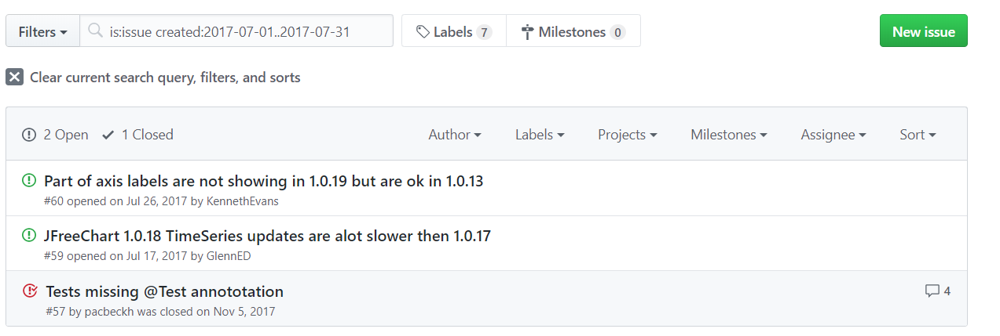 Filters is:issue created:2017-07-01..2017-07-31 Labels 7 Milestones 0 New issue
Clear current search query, filters, and sorts
2 Open 1 Closed Author Labels Projects Milestones Assignee Sort
Part of axis labels are not showing in 1.0.19 but are ok in 1.0.13
#60 opened on Jul 26, 2017 by KennethEvans
JFreeChart 1.0.18 TimeSeries updates are alot slower then 1.0.17
#59 opened on Jul 17, 2017 by GlennED
Tests missing @Test annototation 4
#57 by pacbeckh was closed on Nov 5, 2017